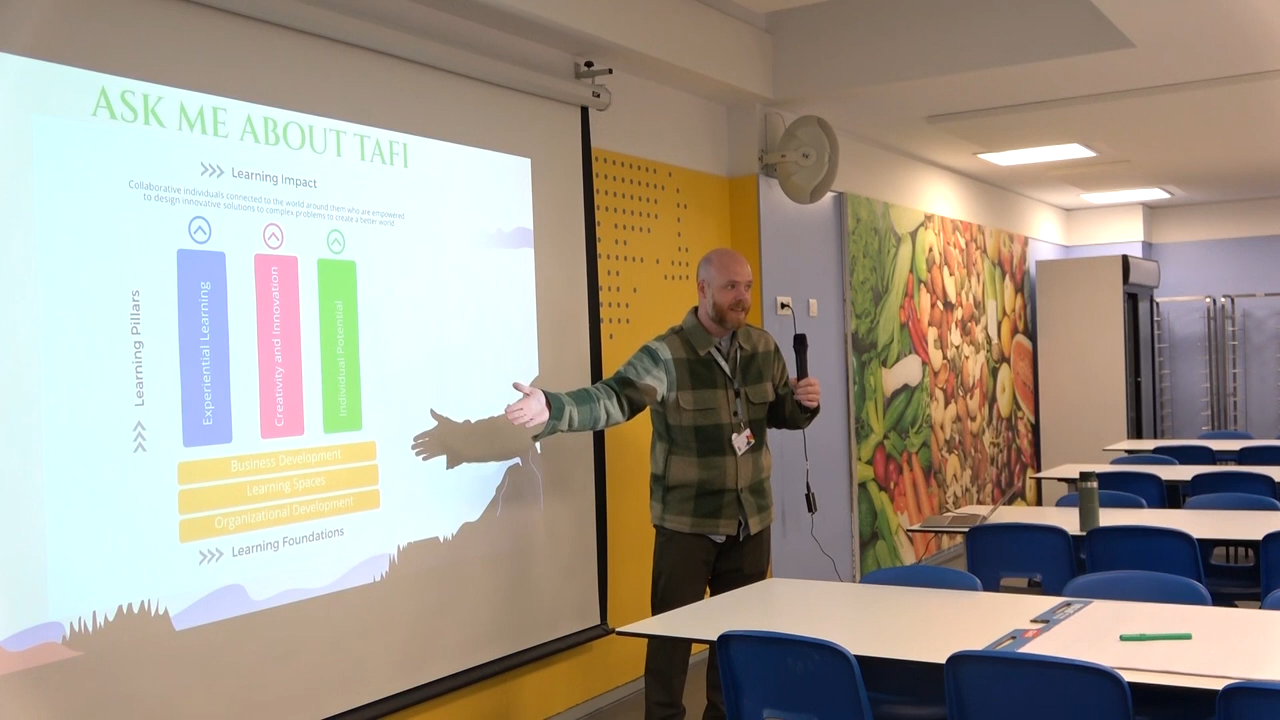 ASK ME ABOUT TAFI
>>> Learning Impact
Collaborative individuals connected to the world around them who are empowered
to design innovative solutions to complex problems to create a better world.
>>> Learning Pillars
Experiential Learning
Creativity and Innovation
Individual Potential
Business Development
Learning Spaces
Organizational Development
>>> Learning Foundations